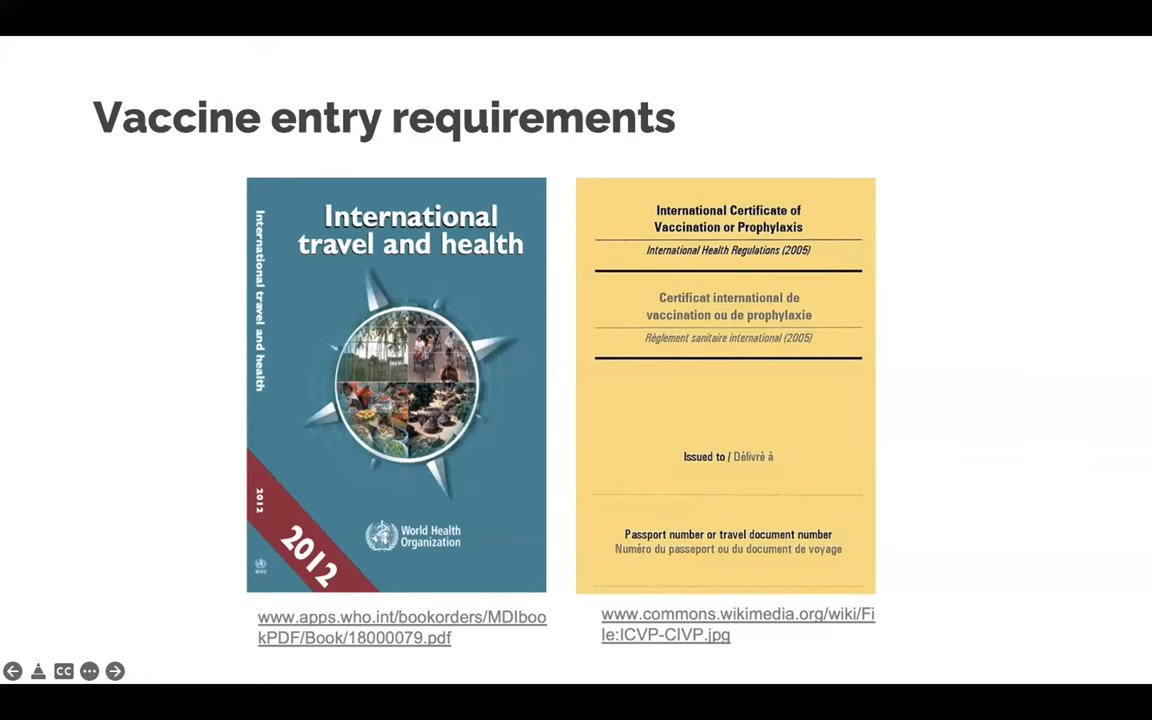 Vaccine entry requirements
International travel and health
International
travel and health
2012
2012
WHO
World Health
Organization
www.apps.who.int/bookorders/MDIboo
kPDF/Book/18000079.pdf
International Certificate of
Vaccination or Prophylaxis
International Health Regulations (2005)
Certificat international de
vaccination ou de prophylaxie
Règlement sanitaire international (2005)
Issued to / Délivré à
Passport number or travel document number
Numéro du passeport ou du document de voyage
www.commons.wikimedia.org/wiki/Fi
le:ICVP-CIVP.jpg
CC